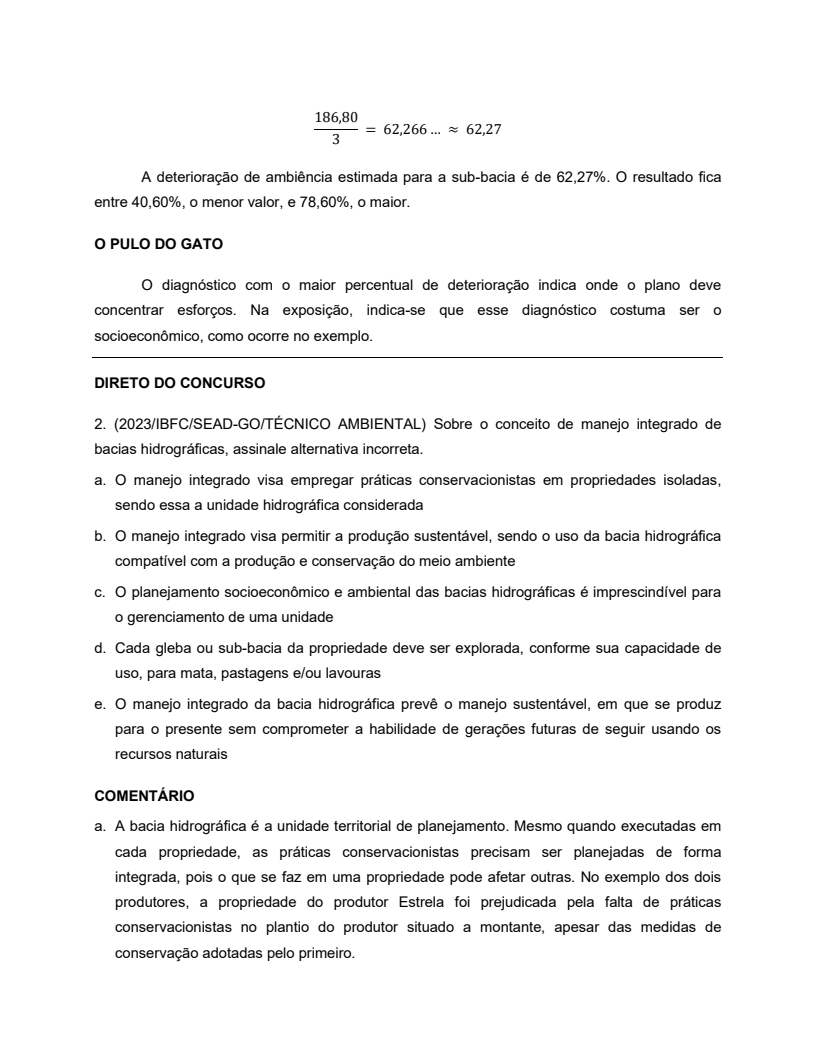 186,80
3
= 62,266 ... ≈ 62,27
A deterioração de ambiência estimada para a sub-bacia é de 62,27%. O resultado fica
entre 40,60%, o menor valor, e 78,60%, o maior.
O PULO DO GATO
O diagnóstico com o maior percentual de deterioração indica onde o plano deve
concentrar esforços. Na exposição, indica-se que esse diagnóstico costuma ser o
socioeconômico, como ocorre no exemplo.
DIRETO DO CONCURSO
2. (2023/IBFC/SEAD-GO/TÉCNICO AMBIENTAL) Sobre o conceito de manejo integrado de
bacias hidrográficas, assinale alternativa incorreta.
a. O manejo integrado visa empregar práticas conservacionistas em propriedades isoladas,
sendo essa a unidade hidrográfica considerada
b. O manejo integrado visa permitir a produção sustentável, sendo o uso da bacia hidrográfica
compatível com a produção e conservação do meio ambiente
c. O planejamento socioeconômico e ambiental das bacias hidrográficas é imprescindível para
o gerenciamento de uma unidade
d. Cada gleba ou sub-bacia da propriedade deve ser explorada, conforme sua capacidade de
uso, para mata, pastagens e/ou lavouras
e. O manejo integrado da bacia hidrográfica prevê o manejo sustentável, em que se produz
para o presente sem comprometer a habilidade de gerações futuras de seguir usando os
recursos naturais
COMENTÁRIO
a. A bacia hidrográfica é a unidade territorial de planejamento. Mesmo quando executadas em
cada propriedade, as práticas conservacionistas precisam ser planejadas de forma
integrada, pois o que se faz em uma propriedade pode afetar outras. No exemplo dos dois
produtores, a propriedade do produtor Estrela foi prejudicada pela falta de práticas
conservacionistas no plantio do produtor situado a montante, apesar das medidas de
conservação adotadas pelo primeiro.